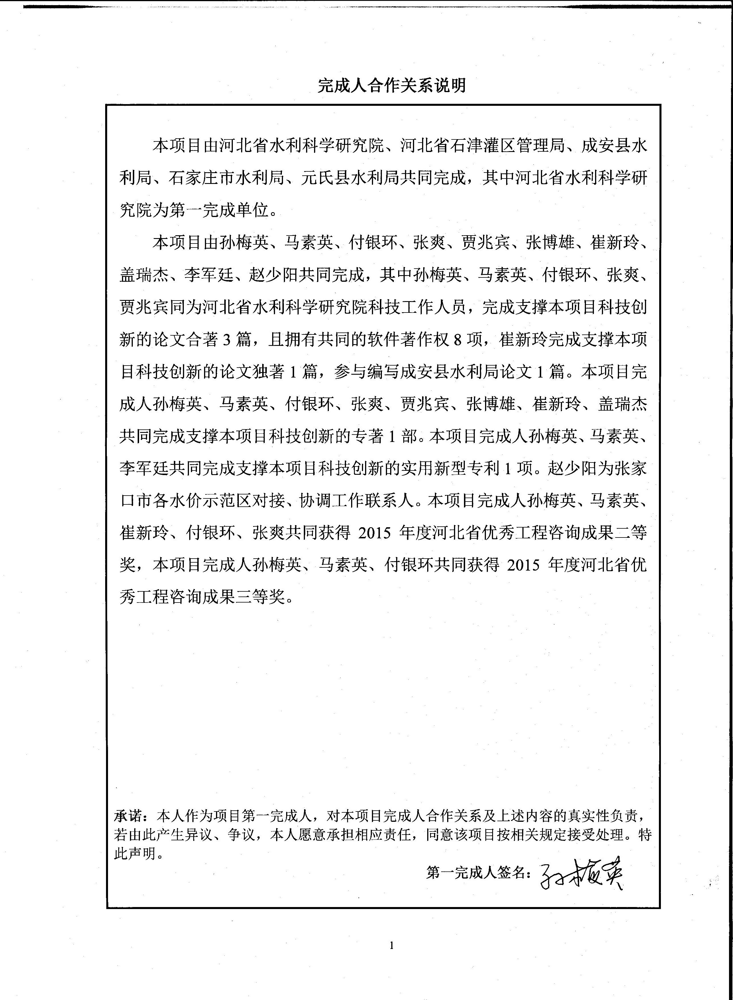 完成人合作关系说明
本项目由河北省水利科学研究院、河北省石津灌区管理局、成安县水
利局、石家庄市水利局、元氏县水利局共同完成，其中河北省水利科学研
究院为第一完成单位。
本项目由孙梅英、马素英、付银环、张爽、贾兆宾、张博雄、崔新玲、
盖瑞杰、李军廷、赵少阳共同完成，其中孙梅英、马素英、付银环、张爽、
贾兆宾同为河北省水利科学研究院科技工作人员，完成支撑本项目科技创
新的论文合著 3 篇，且拥有共同的软件著作权 8 项，崔新玲完成支撑本项
目科技创新的论文独著 1 篇，参与编写成安县水利局论文 1 篇。本项目完
成人孙梅英、马素英、付银环、张爽、贾兆宾、张博雄、崔新玲、盖瑞杰
共同完成支撑本项目科技创新的专著 1 部。本项目完成人孙梅英、马素英、
李军廷共同完成支撑本项目科技创新的实用新型专利 1 项。赵少阳为张家
口市各水价示范区对接、协调工作联系人。本项目完成人孙梅英、马素英、
崔新玲、付银环、张爽共同获得 2015 年度河北省优秀工程咨询成果二等
奖，本项目完成人孙梅英、马素英、付银环共同获得 2015 年度河北省优
秀工程咨询成果三等奖。
承诺：本人作为项目第一完成人，对本项目完成人合作关系及上述内容的真实性负责，
若由此产生异议、争议，本人愿意承担相应责任，同意该项目按相关规定接受处理。特
此声明。
第一完成人签名：孙梅英
1